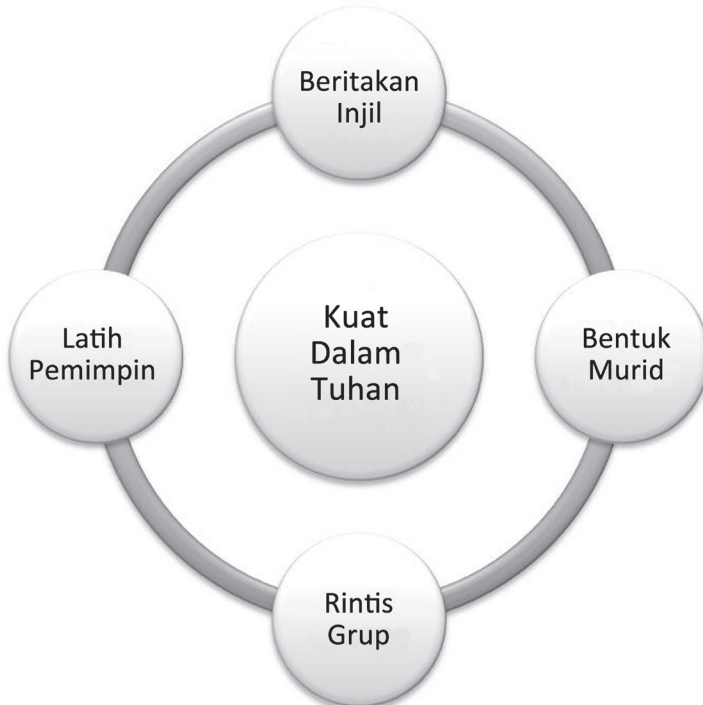 Beritakan
Injil
Latih
Pemimpin
Kuat
Dalam
Tuhan
Bentuk
Murid
Rintis
Grup